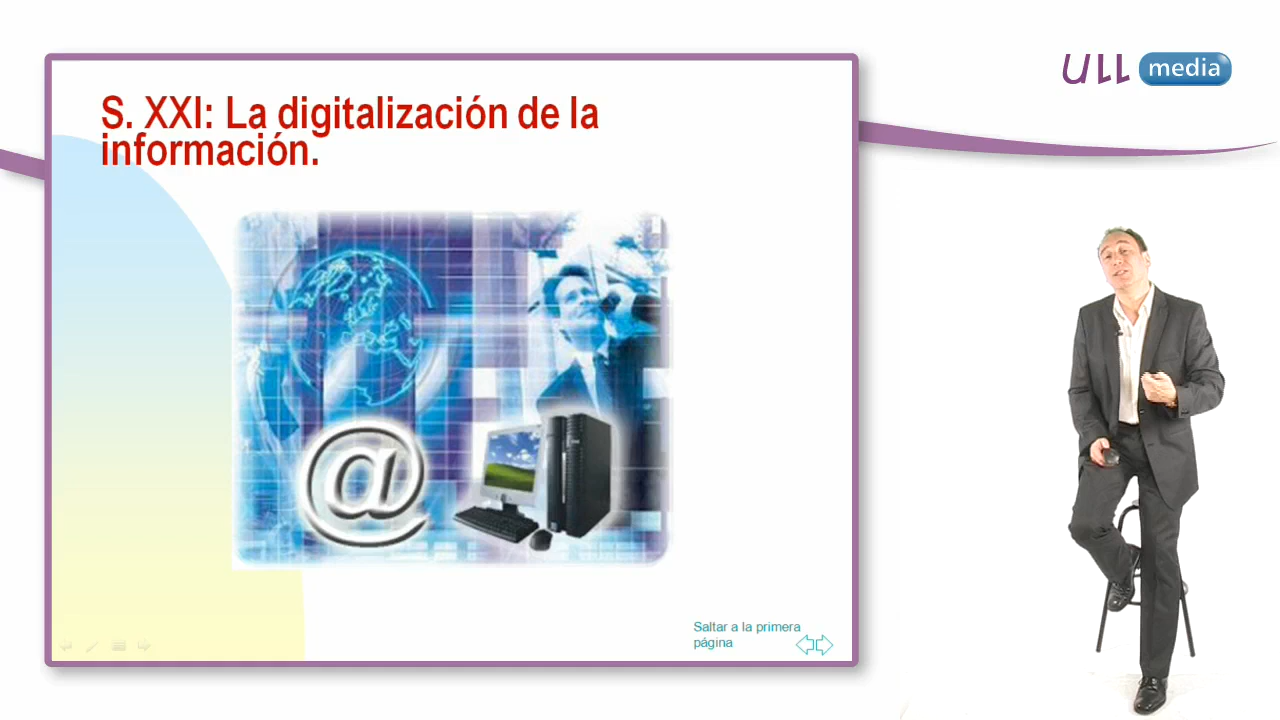 ULL media
S. XXI: La digitalización de la
información.
@
Saltar a la primera
página